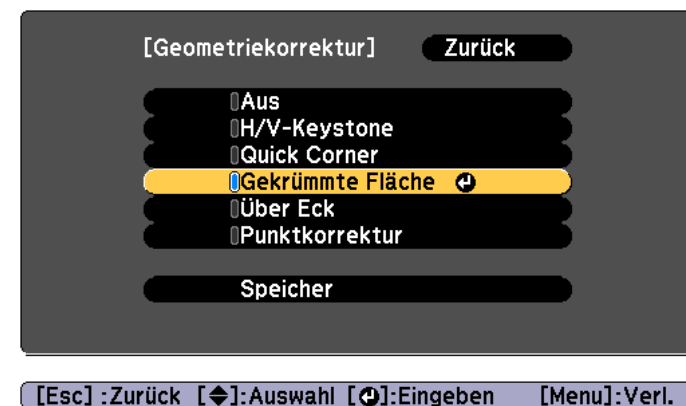 [Geometriekorrektur] Zurück
Aus
H/V-Keystone
Quick Corner
Gekrümmte Fläche
Über Eck
Punktkorrektur
Speicher
[Esc] :Zurück [◆]:Auswahl [⏎]:Eingeben [Menu]:Verl.